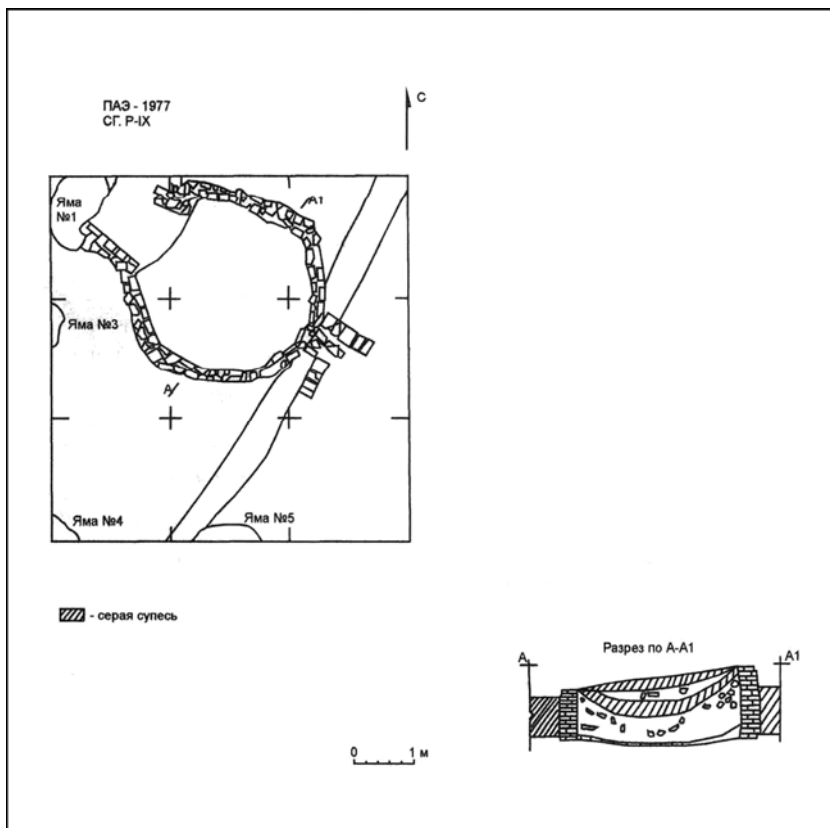 ПАЭ - 1977
СГ. Р-IX
С
Яма
№1
А1
Яма №3
А
Яма №4
Яма №5
- серая супесь
Разрез по А-А1
А
А1
0
1 м